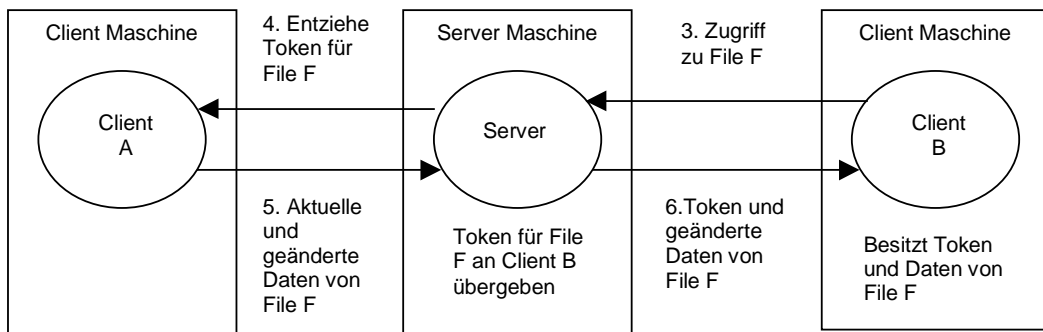 Client Maschine
Client
A
4. Entziehe
Token für
File F
5. Aktuelle
und
geänderte
Daten von
File F
Server Maschine
Server
Token für File
F an Client B
übergeben
3. Zugriff
zu File F
6.Token und
geänderte
Daten von
File F
Client Maschine
Client
B
Besitzt Token
und Daten von
File F